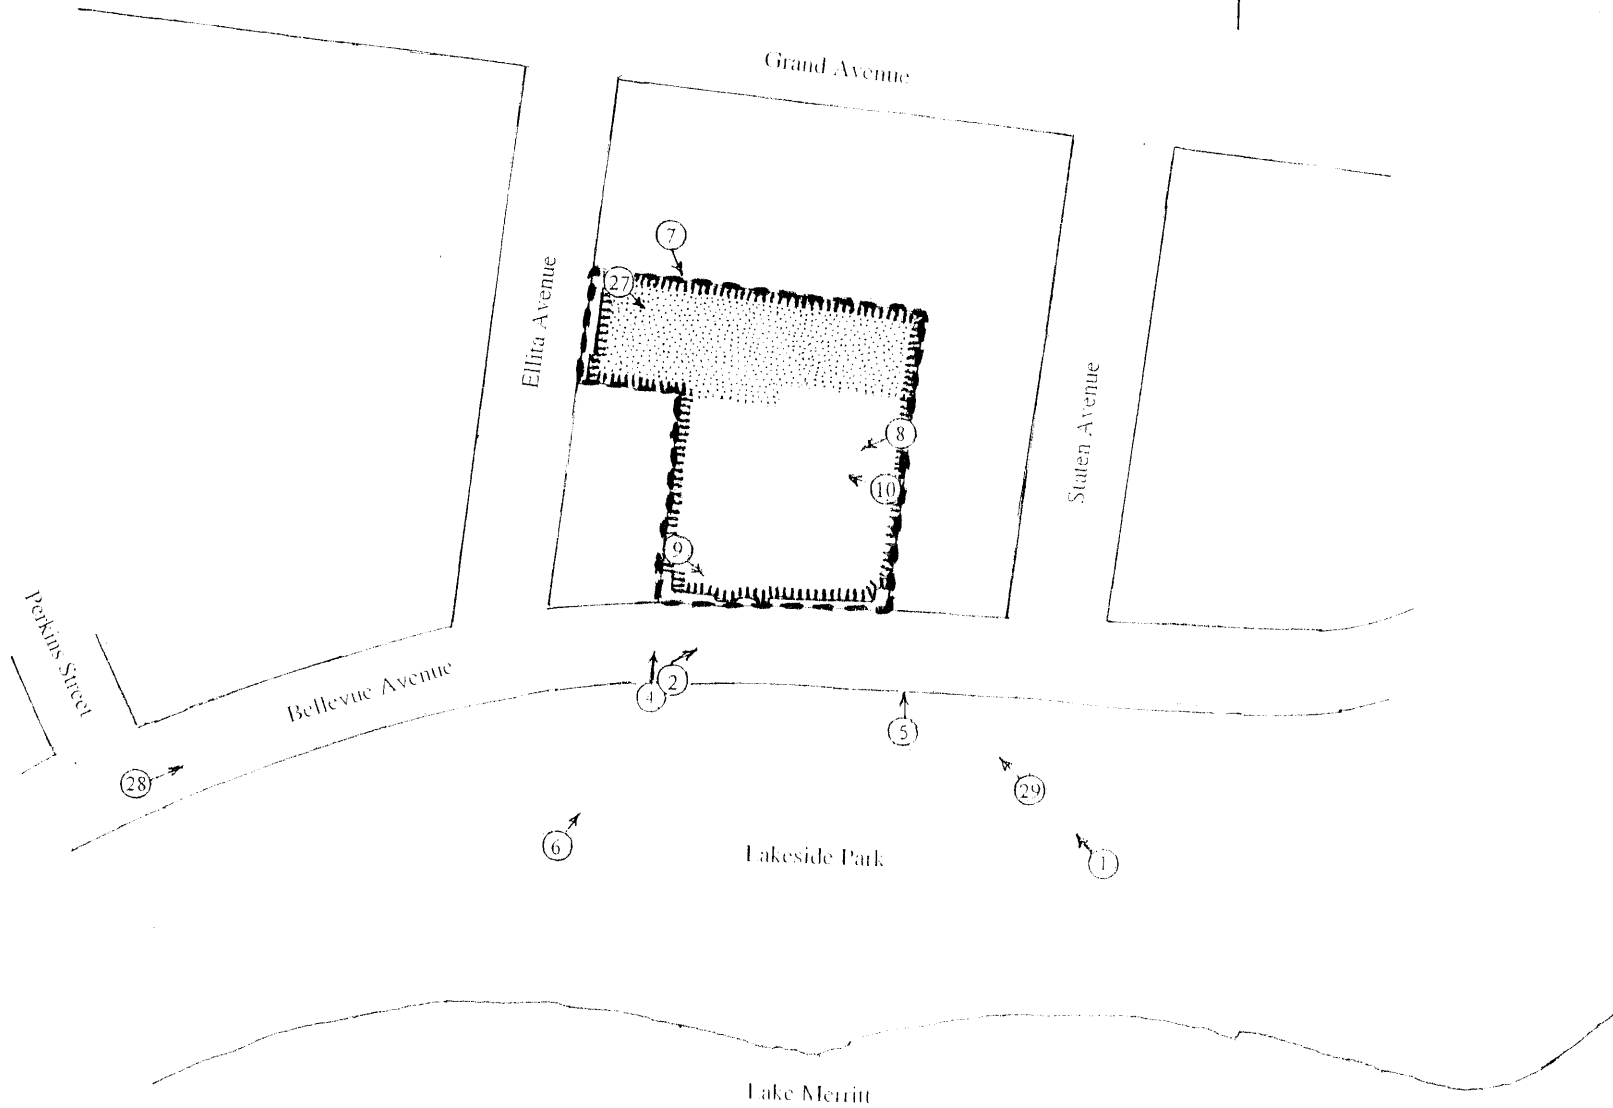 Grand Avenue
7
27
Ellita Avenue
8
Staten Avenue
10
9
Perkins Street
Bellevue Avenue
2
4
5
28
29
6
Lakeside Park
1
Lake Merritt